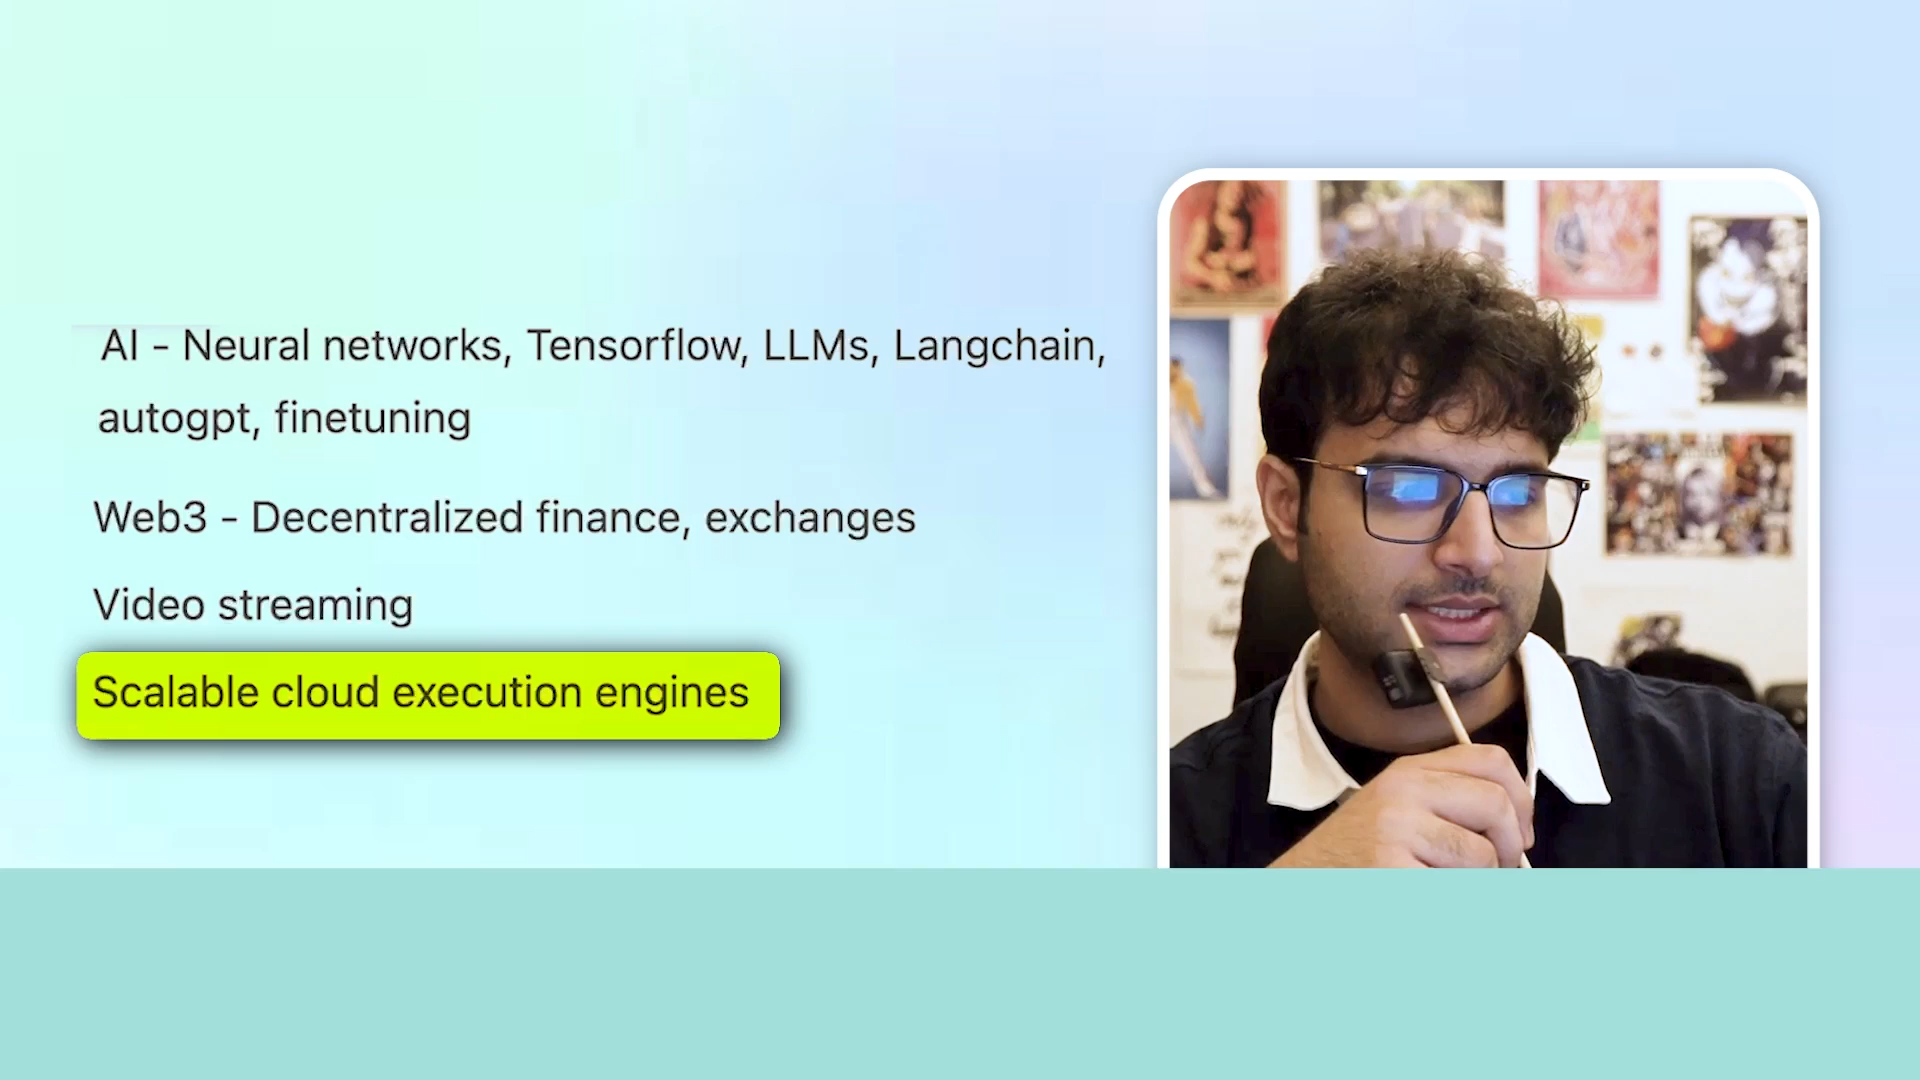 AI - Neural networks, Tensorflow, LLMs, Langchain,
autogpt, finetuning
Web3 - Decentralized finance, exchanges
Video streaming
Scalable cloud execution engines